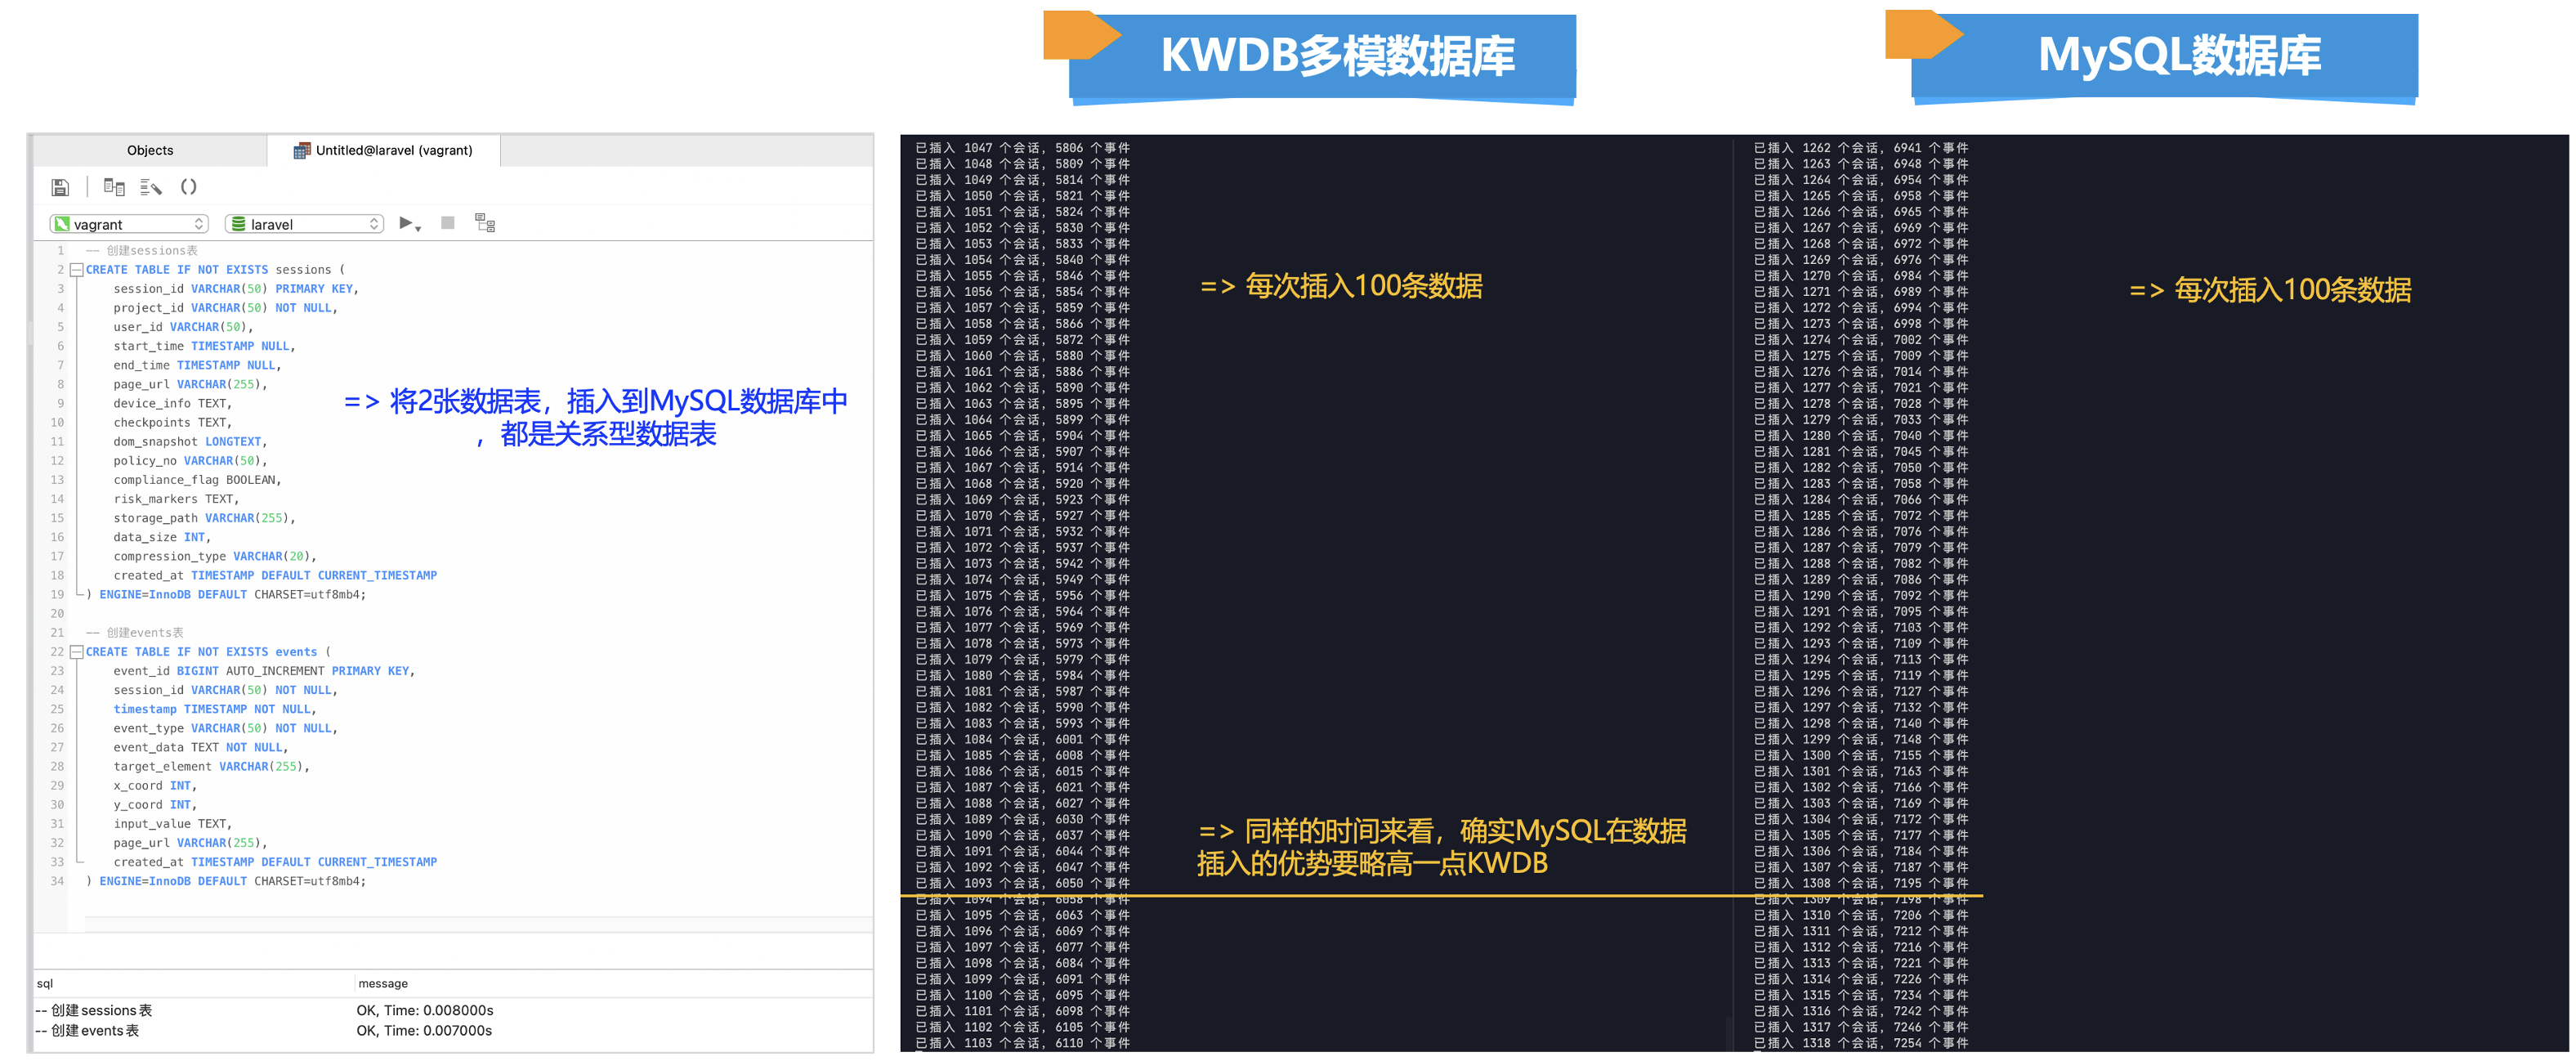 KWDB多模数据库
MySQL数据库
Objects
Untitled@laravel (vagrant)
vagrant
laravel
1 -- 创建sessions表
2 CREATE TABLE IF NOT EXISTS sessions (
3 session_id VARCHAR(50) PRIMARY KEY,
4 project_id VARCHAR(50) NOT NULL,
5 user_id VARCHAR(50),
6 start_time TIMESTAMP NULL,
7 end_time TIMESTAMP NULL,
8 page_url VARCHAR(255),
9 device_info TEXT,
10 checkpoints TEXT,
11 dom_snapshot LONGTEXT,
12 policy_no VARCHAR(50),
13 compliance_flag BOOLEAN,
14 risk_markers TEXT,
15 storage_path VARCHAR(255),
16 data_size INT,
17 compression_type VARCHAR(20),
18 created_at TIMESTAMP DEFAULT CURRENT_TIMESTAMP
19 ) ENGINE=InnoDB DEFAULT CHARSET=utf8mb4;
20
21 -- 创建events表
22 CREATE TABLE IF NOT EXISTS events (
23 event_id BIGINT AUTO_INCREMENT PRIMARY KEY,
24 session_id VARCHAR(50) NOT NULL,
25 timestamp TIMESTAMP NOT NULL,
26 event_type VARCHAR(50) NOT NULL,
27 event_data TEXT NOT NULL,
28 target_element VARCHAR(255),
29 x_coord INT,
30 y_coord INT,
31 input_value TEXT,
32 page_url VARCHAR(255),
33 created_at TIMESTAMP DEFAULT CURRENT_TIMESTAMP
34 ) ENGINE=InnoDB DEFAULT CHARSET=utf8mb4;
=> 将2张数据表，插入到MySQL数据库中
，都是关系型数据表
sql message
-- 创建sessions表 OK, Time: 0.008000s
-- 创建events表 OK, Time: 0.007000s
已插入 1047 个会话, 5806 个事件
已插入 1048 个会话, 5809 个事件
已插入 1049 个会话, 5814 个事件
已插入 1050 个会话, 5821 个事件
已插入 1051 个会话, 5824 个事件
已插入 1052 个会话, 5830 个事件
已插入 1053 个会话, 5833 个事件
已插入 1054 个会话, 5840 个事件
已插入 1055 个会话, 5846 个事件
已插入 1056 个会话, 5854 个事件
已插入 1057 个会话, 5859 个事件
已插入 1058 个会话, 5866 个事件
已插入 1059 个会话, 5872 个事件
已插入 1060 个会话, 5880 个事件
已插入 1061 个会话, 5886 个事件
已插入 1062 个会话, 5890 个事件
已插入 1063 个会话, 5895 个事件
已插入 1064 个会话, 5899 个事件
已插入 1065 个会话, 5904 个事件
已插入 1066 个会话, 5907 个事件
已插入 1067 个会话, 5914 个事件
已插入 1068 个会话, 5920 个事件
已插入 1069 个会话, 5923 个事件
已插入 1070 个会话, 5927 个事件
已插入 1071 个会话, 5932 个事件
已插入 1072 个会话, 5937 个事件
已插入 1073 个会话, 5942 个事件
已插入 1074 个会话, 5949 个事件
已插入 1075 个会话, 5956 个事件
已插入 1076 个会话, 5964 个事件
已插入 1077 个会话, 5969 个事件
已插入 1078 个会话, 5973 个事件
已插入 1079 个会话, 5979 个事件
已插入 1080 个会话, 5984 个事件
已插入 1081 个会话, 5987 个事件
已插入 1082 个会话, 5990 个事件
已插入 1083 个会话, 5993 个事件
已插入 1084 个会话, 6001 个事件
已插入 1085 个会话, 6008 个事件
已插入 1086 个会话, 6015 个事件
已插入 1087 个会话, 6021 个事件
已插入 1088 个会话, 6027 个事件
已插入 1089 个会话, 6030 个事件
已插入 1090 个会话, 6037 个事件
已插入 1091 个会话, 6044 个事件
已插入 1092 个会话, 6047 个事件
已插入 1093 个会话, 6050 个事件
已插入 1094 个会话, 6058 个事件
已插入 1095 个会话, 6063 个事件
已插入 1096 个会话, 6069 个事件
已插入 1097 个会话, 6077 个事件
已插入 1098 个会话, 6084 个事件
已插入 1099 个会话, 6091 个事件
已插入 1100 个会话, 6095 个事件
已插入 1101 个会话, 6098 个事件
已插入 1102 个会话, 6105 个事件
已插入 1103 个会话, 6110 个事件
=> 每次插入100条数据
=> 同样的时间来看，确实MySQL在数据
插入的优势要略高一点KWDB
已插入 1262 个会话, 6941 个事件
已插入 1263 个会话, 6948 个事件
已插入 1264 个会话, 6954 个事件
已插入 1265 个会话, 6958 个事件
已插入 1266 个会话, 6965 个事件
已插入 1267 个会话, 6969 个事件
已插入 1268 个会话, 6972 个事件
已插入 1269 个会话, 6976 个事件
已插入 1270 个会话, 6984 个事件
已插入 1271 个会话, 6989 个事件
已插入 1272 个会话, 6994 个事件
已插入 1273 个会话, 6998 个事件
已插入 1274 个会话, 7002 个事件
已插入 1275 个会话, 7009 个事件
已插入 1276 个会话, 7014 个事件
已插入 1277 个会话, 7021 个事件
已插入 1278 个会话, 7028 个事件
已插入 1279 个会话, 7033 个事件
已插入 1280 个会话, 7040 个事件
已插入 1281 个会话, 7045 个事件
已插入 1282 个会话, 7050 个事件
已插入 1283 个会话, 7058 个事件
已插入 1284 个会话, 7066 个事件
已插入 1285 个会话, 7072 个事件
已插入 1286 个会话, 7076 个事件
已插入 1287 个会话, 7079 个事件
已插入 1288 个会话, 7082 个事件
已插入 1289 个会话, 7086 个事件
已插入 1290 个会话, 7092 个事件
已插入 1291 个会话, 7095 个事件
已插入 1292 个会话, 7103 个事件
已插入 1293 个会话, 7109 个事件
已插入 1294 个会话, 7113 个事件
已插入 1295 个会话, 7119 个事件
已插入 1296 个会话, 7127 个事件
已插入 1297 个会话, 7132 个事件
已插入 1298 个会话, 7140 个事件
已插入 1299 个会话, 7148 个事件
已插入 1300 个会话, 7155 个事件
已插入 1301 个会话, 7163 个事件
已插入 1302 个会话, 7166 个事件
已插入 1303 个会话, 7169 个事件
已插入 1304 个会话, 7172 个事件
已插入 1305 个会话, 7177 个事件
已插入 1306 个会话, 7184 个事件
已插入 1307 个会话, 7187 个事件
已插入 1308 个会话, 7195 个事件
已插入 1309 个会话, 7198 个事件
已插入 1310 个会话, 7206 个事件
已插入 1311 个会话, 7212 个事件
已插入 1312 个会话, 7216 个事件
已插入 1313 个会话, 7221 个事件
已插入 1314 个会话, 7226 个事件
已插入 1315 个会话, 7234 个事件
已插入 1316 个会话, 7242 个事件
已插入 1317 个会话, 7246 个事件
已插入 1318 个会话, 7254 个事件
=> 每次插入100条数据